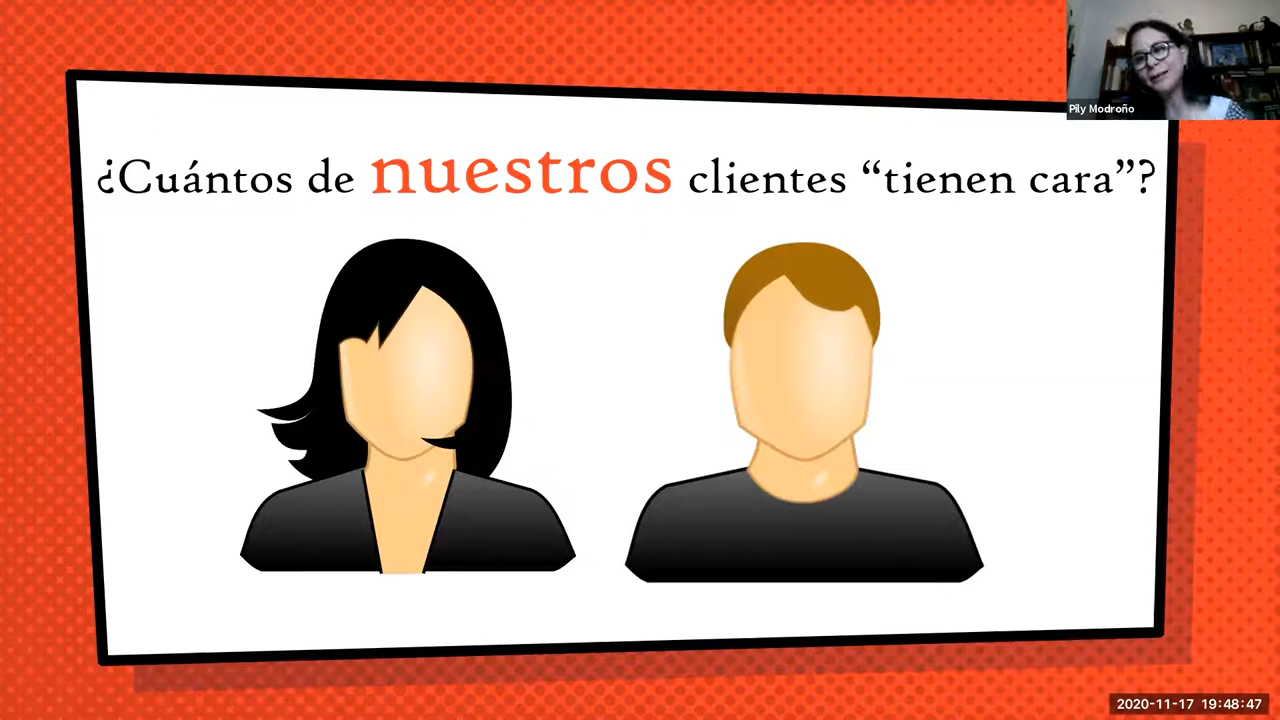 Pily Modroño
¿Cuántos de nuestros clientes “tienen cara”?
2020-11-17 19:48:47